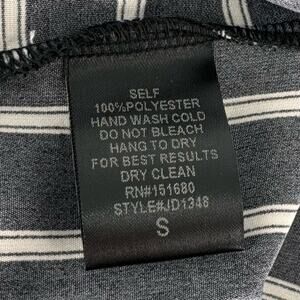 SELF
100%POLYESTER
HAND WASH COLD
DO NOT BLEACH
HANG TO DRY
FOR BEST RESULTS
DRY CLEAN
RN#151680
STYLE#JD1348
S